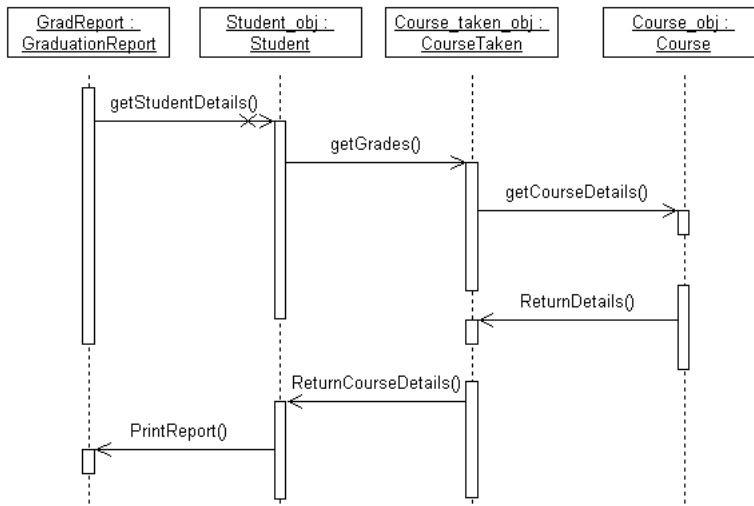 GradReport :
GraduationReport
Student_obj :
Student
Course_taken_obj :
CourseTaken
Course_obj :
Course
getStudentDetails()
getGrades()
getCourseDetails()
ReturnDetails()
ReturnCourseDetails()
PrintReport()